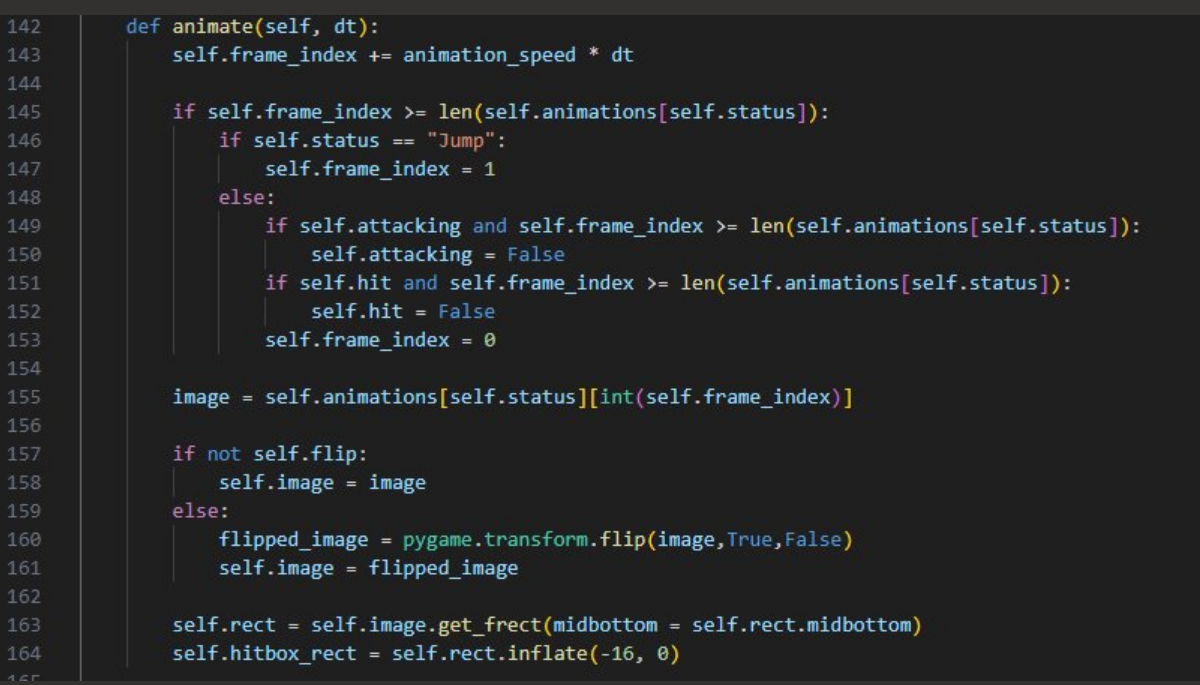 142 def animate(self, dt):
143 self.frame_index += animation_speed * dt
144
145 if self.frame_index >= len(self.animations[self.status]):
146 if self.status == "Jump":
147 self.frame_index = 1
148 else:
149 if self.attacking and self.frame_index >= len(self.animations[self.status]):
150 self.attacking = False
151 if self.hit and self.frame_index >= len(self.animations[self.status]):
152 self.hit = False
153 self.frame_index = 0
154
155 image = self.animations[self.status][int(self.frame_index)]
156
157 if not self.flip:
158 self.image = image
159 else:
160 flipped_image = pygame.transform.flip(image,True,False)
161 self.image = flipped_image
162
163 self.rect = self.image.get_frect(midbottom = self.rect.midbottom)
164 self.hitbox_rect = self.rect.inflate(-16, 0)